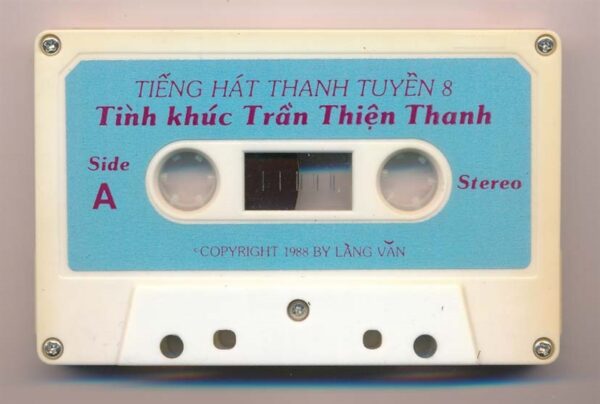 TIẾNG HÁT THANH TUYỀN 8
Tình khúc Trần Thiện Thanh
Side A
Stereo
©COPYRIGHT 1988 BY LÀNG VĂN